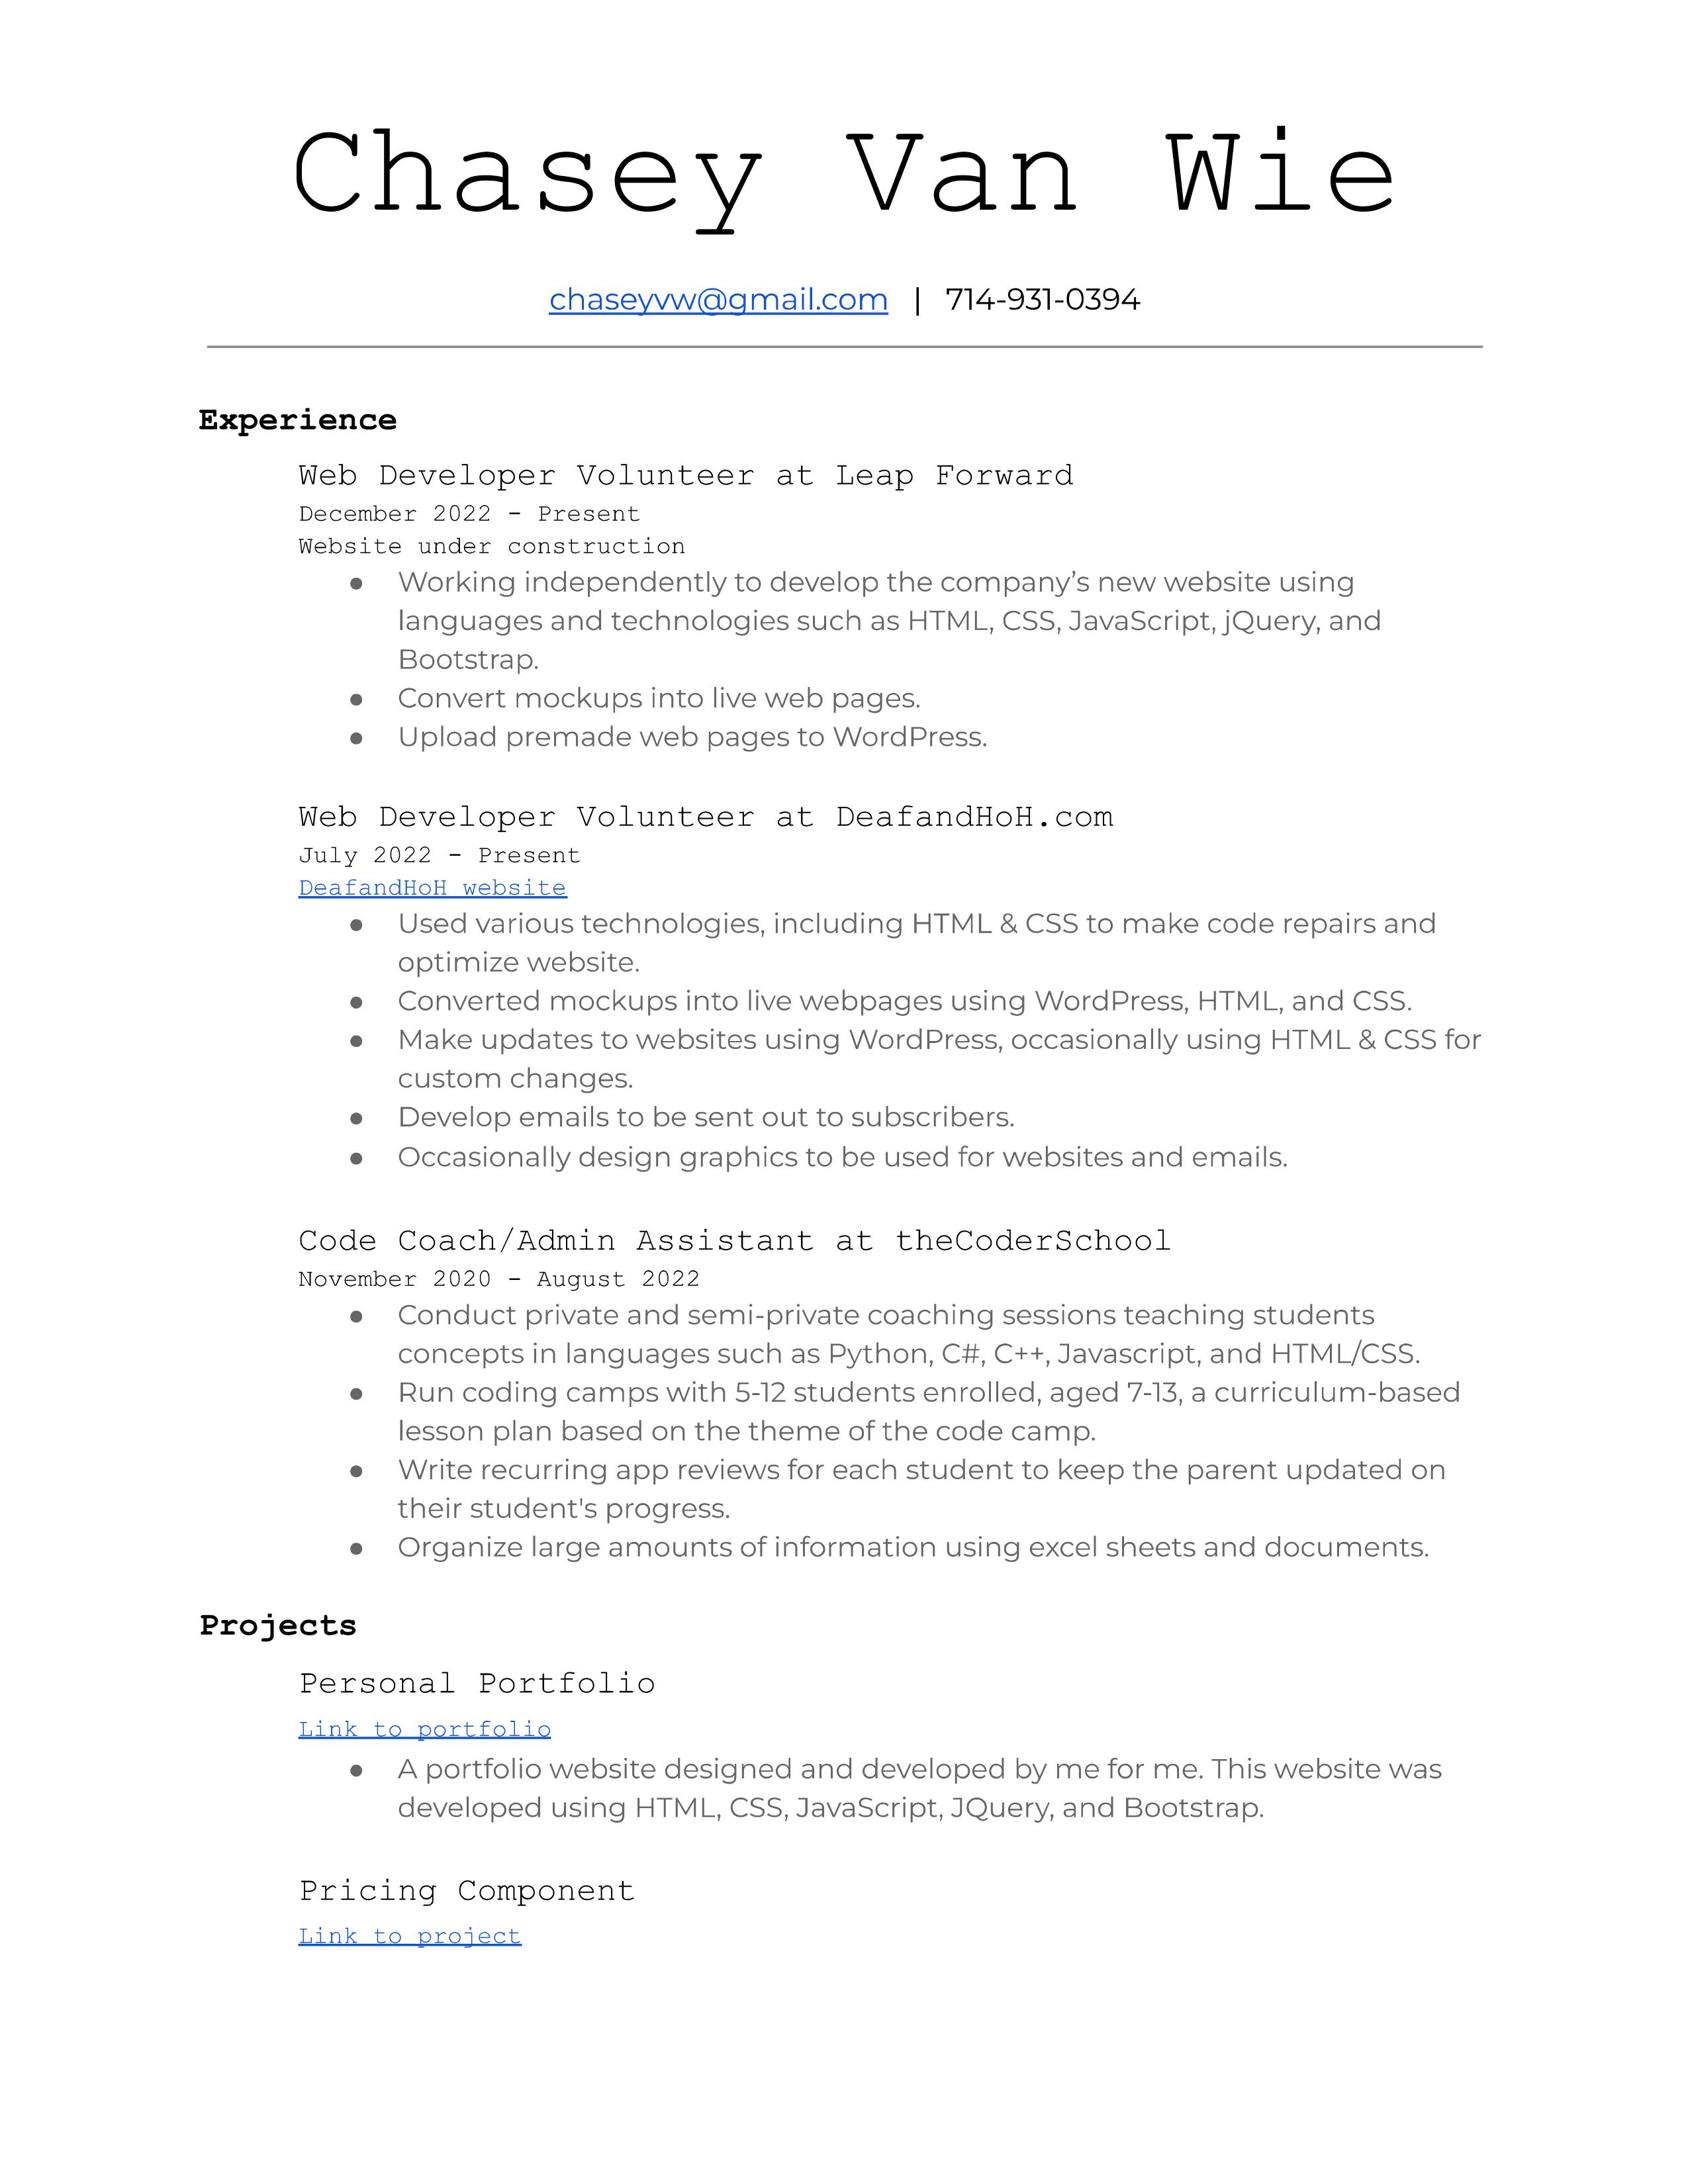 Chasey Van Wie
chaseyvw@gmail.com | 714-931-0394
Experience
Web Developer Volunteer at Leap Forward
December 2022 - Present
Website under construction
● Working independently to develop the company’s new website using
languages and technologies such as HTML, CSS, JavaScript, jQuery, and
Bootstrap.
● Convert mockups into live web pages.
● Upload premade web pages to WordPress.
Web Developer Volunteer at DeafandHoH.com
July 2022 - Present
DeafandHoH website
● Used various technologies, including HTML & CSS to make code repairs and
optimize website.
● Converted mockups into live webpages using WordPress, HTML, and CSS.
● Make updates to websites using WordPress, occasionally using HTML & CSS for
custom changes.
● Develop emails to be sent out to subscribers.
● Occasionally design graphics to be used for websites and emails.
Code Coach/Admin Assistant at theCoderSchool
November 2020 - August 2022
● Conduct private and semi-private coaching sessions teaching students
concepts in languages such as Python, C#, C++, Javascript, and HTML/CSS.
● Run coding camps with 5-12 students enrolled, aged 7-13, a curriculum-based
lesson plan based on the theme of the code camp.
● Write recurring app reviews for each student to keep the parent updated on
their student's progress.
● Organize large amounts of information using excel sheets and documents.
Projects
Personal Portfolio
Link to portfolio
● A portfolio website designed and developed by me for me. This website was
developed using HTML, CSS, JavaScript, JQuery, and Bootstrap.
Pricing Component
Link to project